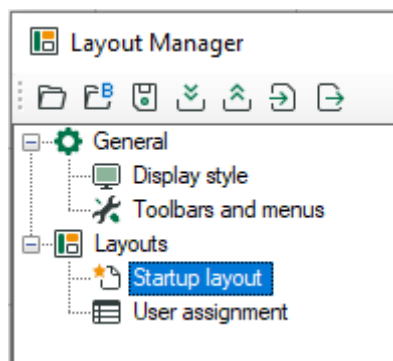 Layout Manager
B
General
Display style
Toolbars and menus
Layouts
Startup layout
User assignment